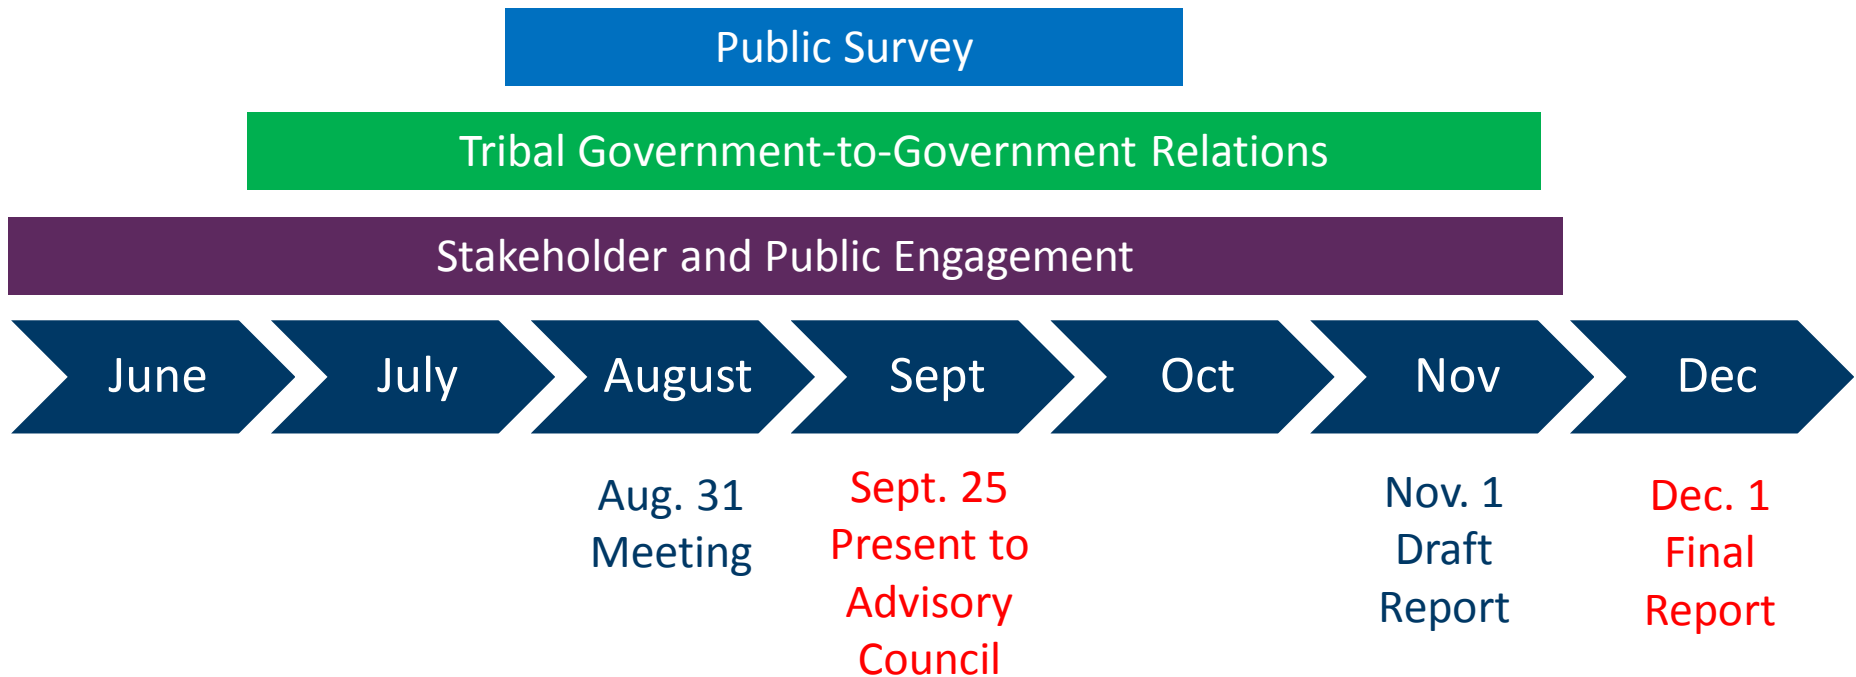 Public Survey
Tribal Government-to-Government Relations
Stakeholder and Public Engagement
June
July
August
Sept
Oct
Nov
Dec
Aug. 31
Meeting
Sept. 25
Present to
Advisory
Council
Nov. 1
Draft
Report
Dec. 1
Final
Report